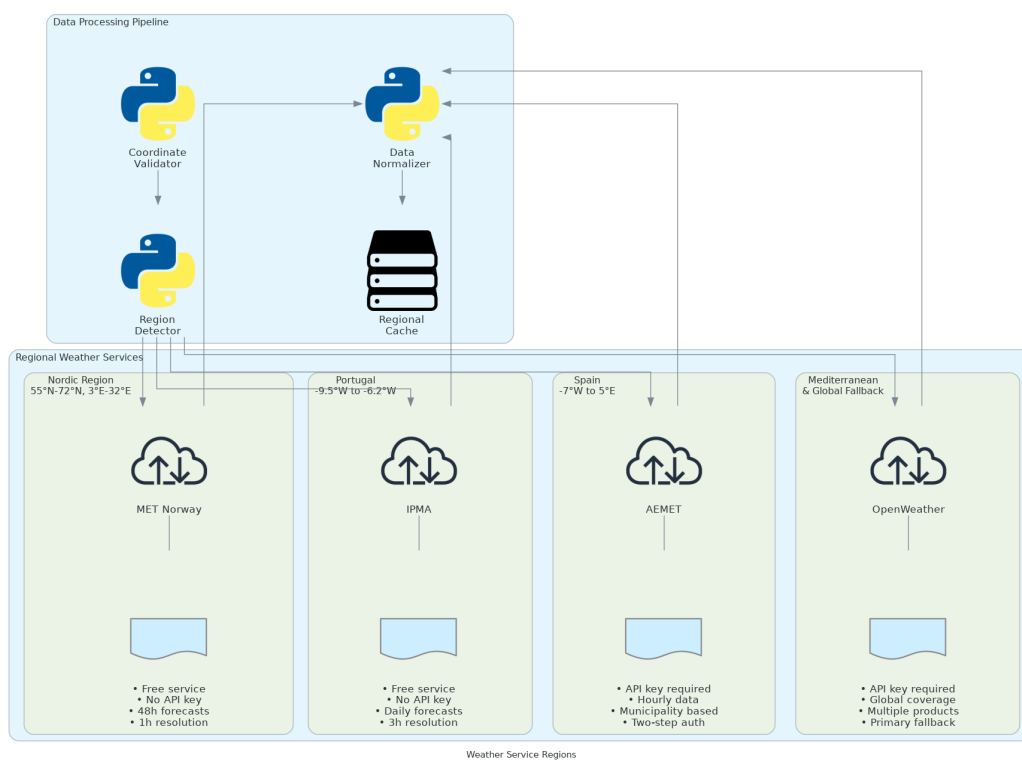 Data Processing Pipeline
Coordinate
Validator
Data
Normalizer
Region
Detector
Regional
Cache
Regional Weather Services
Nordic Region
55°N-72°N, 3°E-32°E
MET Norway
• Free service
• No API key
• 48h forecasts
• 1h resolution
Portugal
-9.5°W to -6.2°W
IPMA
• Free service
• No API key
• Daily forecasts
• 3h resolution
Spain
-7°W to 5°E
AEMET
• API key required
• Hourly data
• Municipality based
• Two-step auth
Mediterranean
& Global Fallback
OpenWeather
• API key required
• Global coverage
• Multiple products
• Primary fallback
Weather Service Regions